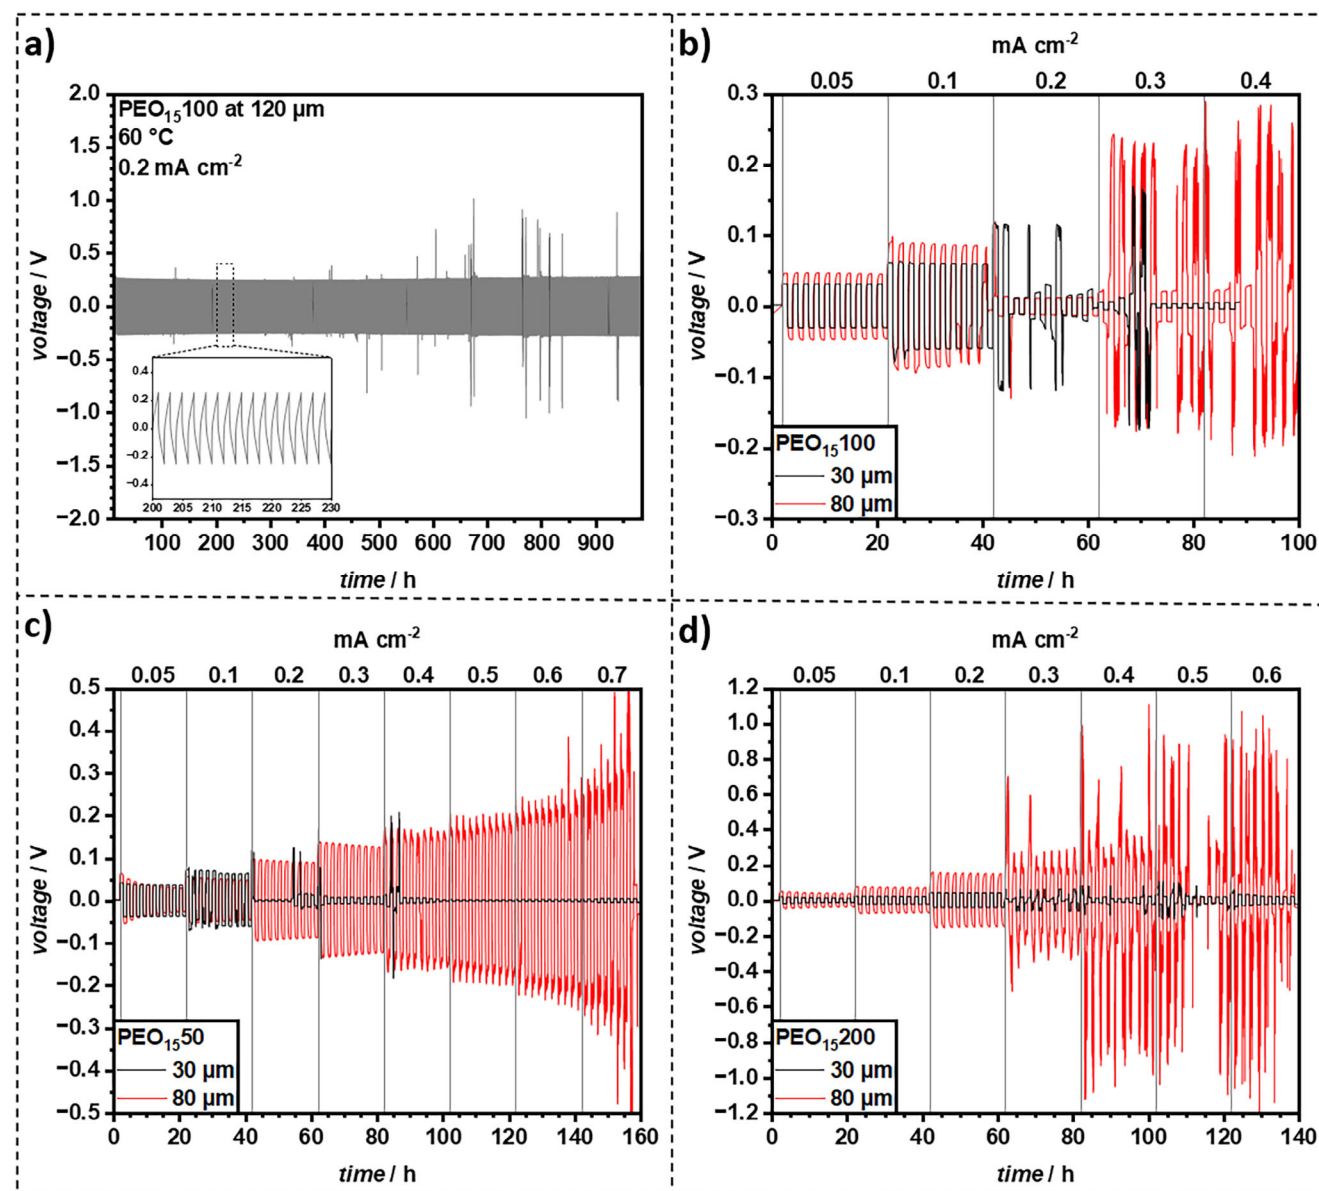 a)
2.0
1.5
1.0
0.5
0.0
−0.5
−1.0
−1.5
−2.0
voltage / V
PEO₁₅100 at 120 µm
60 °C
0.2 mA cm⁻²
0.4
0.2
0.0
−0.2
−0.4
200 205 210 215 220 225 230
100 200 300 400 500 600 700 800 900
time / h
b)
mA cm⁻²
0.05 0.1 0.2 0.3 0.4
0.3
0.2
0.1
0.0
−0.1
−0.2
−0.3
voltage / V
PEO₁₅100
30 µm
80 µm
0 20 40 60 80 100
time / h
c)
mA cm⁻²
0.05 0.1 0.2 0.3 0.4 0.5 0.6 0.7
0.5
0.4
0.3
0.2
0.1
0.0
−0.1
−0.2
−0.3
−0.4
−0.5
voltage / V
PEO₁₅50
30 µm
80 µm
0 20 40 60 80 100 120 140 160
time / h
d)
mA cm⁻²
0.05 0.1 0.2 0.3 0.4 0.5 0.6
1.2
1.0
0.8
0.6
0.4
0.2
0.0
−0.2
−0.4
−0.6
−0.8
−1.0
−1.2
voltage / V
PEO₁₅200
30 µm
80 µm
0 20 40 60 80 100 120 140
time / h